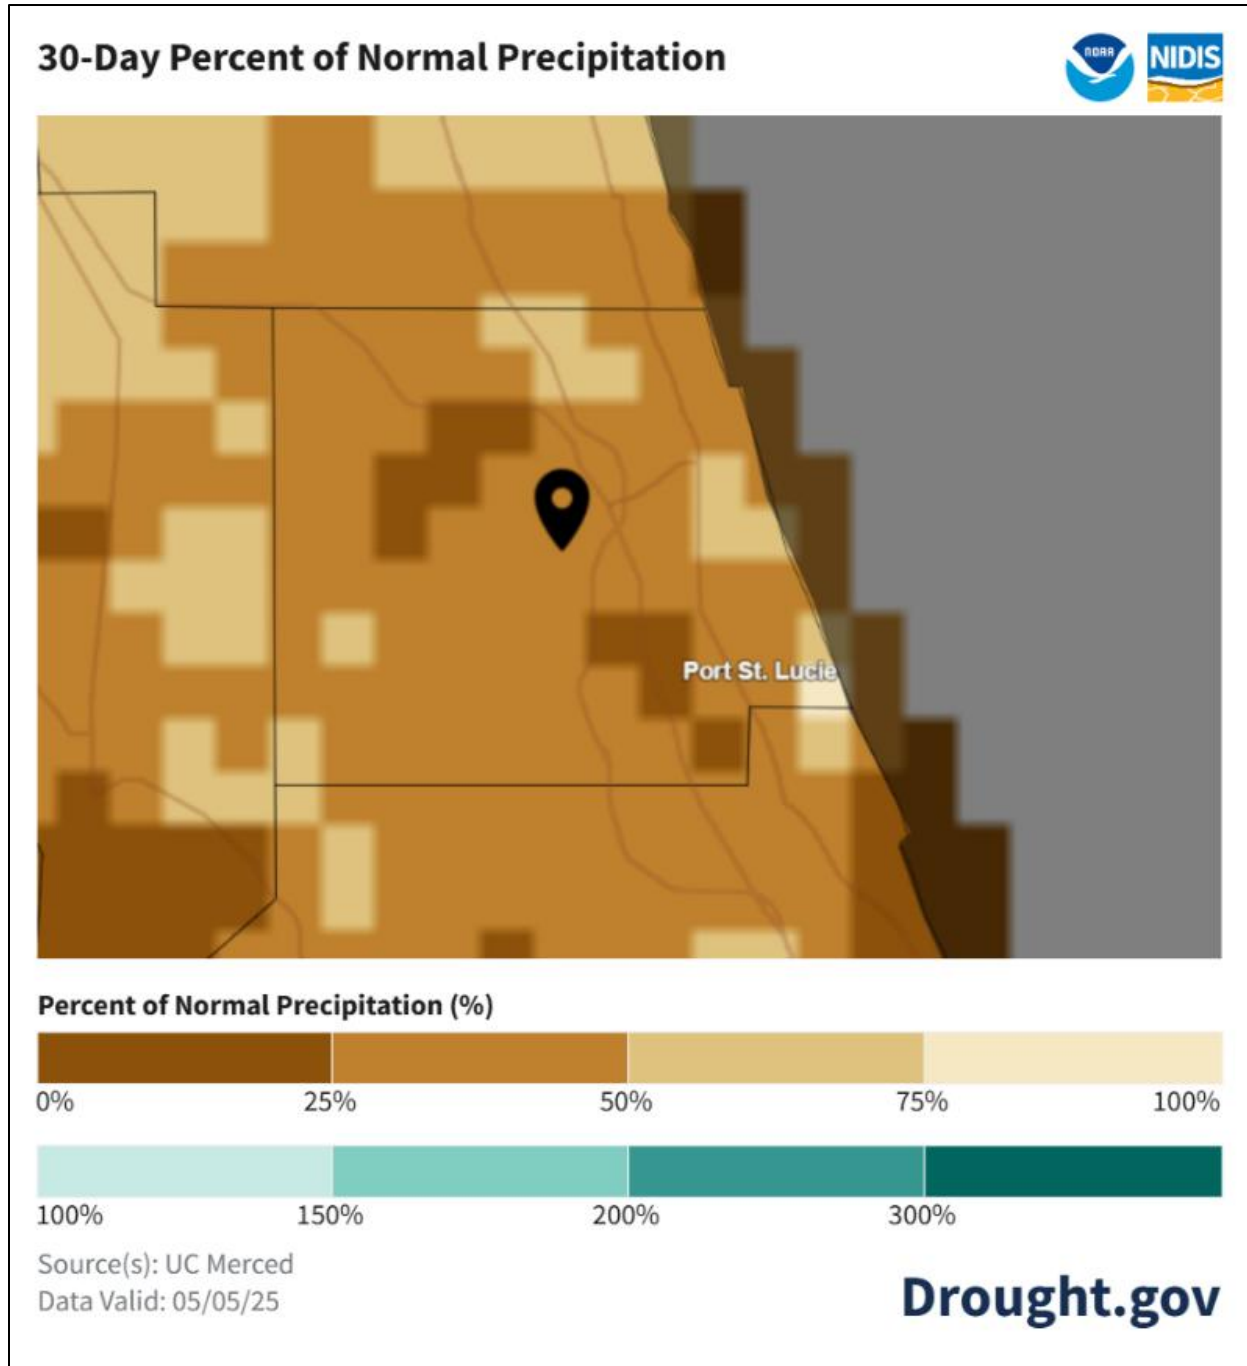 30-Day Percent of Normal Precipitation
NOAA
NIDIS
Port St. Lucie
Percent of Normal Precipitation (%)
0% 25% 50% 75% 100%
100% 150% 200% 300%
Source(s): UC Merced
Data Valid: 05/05/25
Drought.gov